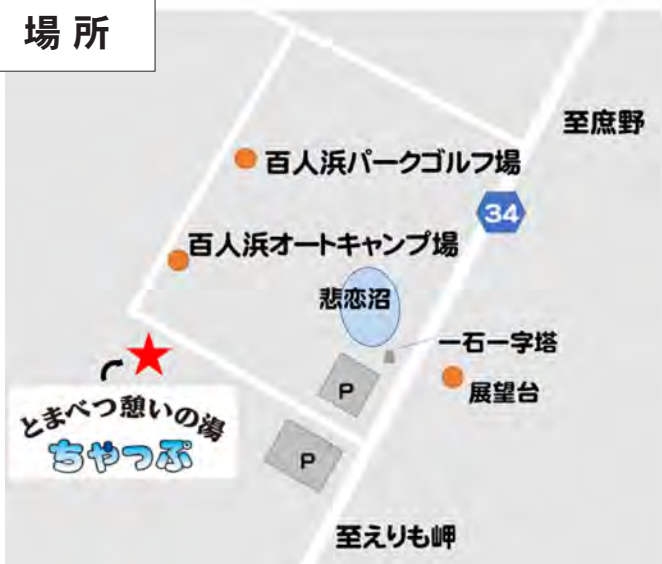 場所
至庶野
百人浜パークゴルフ場
34
百人浜オートキャンプ場
悲恋沼
一石一字塔
P
展望台
とまべつ憩いの湯
ちゃっぷ
P
至えりも岬